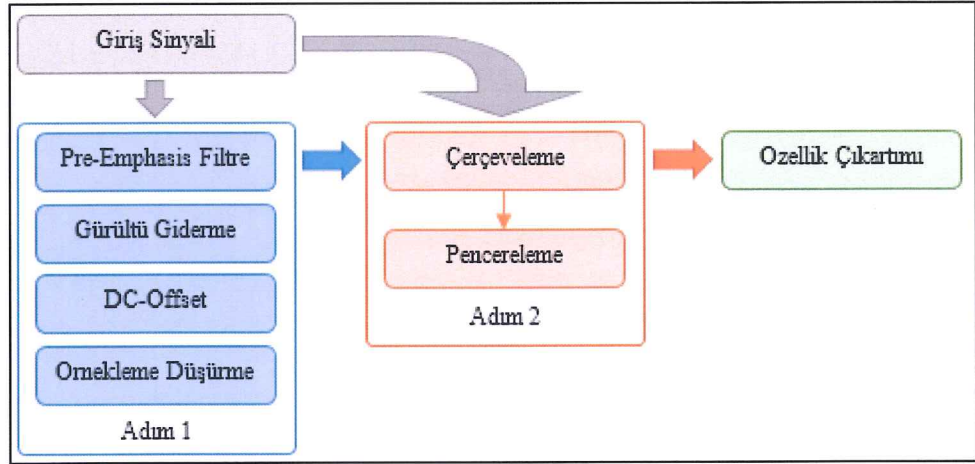 Giriş Sinyali
Pre-Emphasis Filtre
Gürültü Giderme
DC-Offset
Ornekleme Düşürme
Adım 1
Çerçeveleme
Pencereleme
Adım 2
Ozellik Çıkartımı